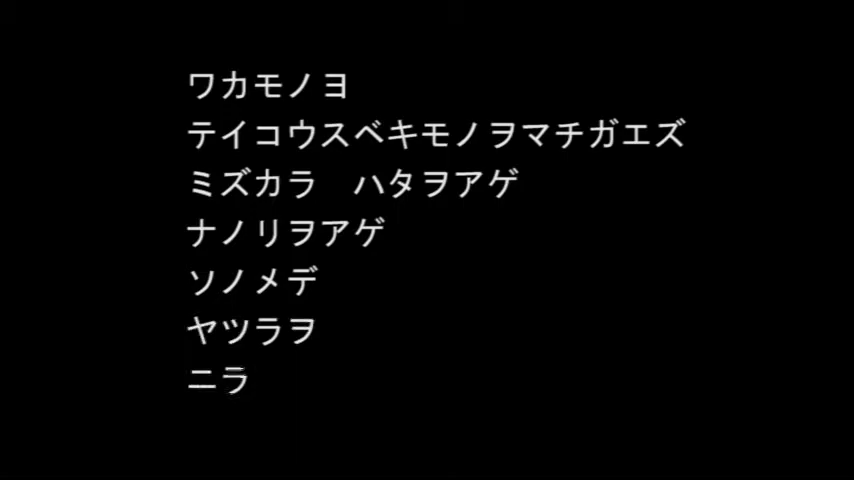 ワカモノヨ
テイコウスベキモノヲマチガエズ
ミズカラ　ハタヲアゲ
ナノリヲアゲ
ソノメデ
ヤツラヲ
ニラ